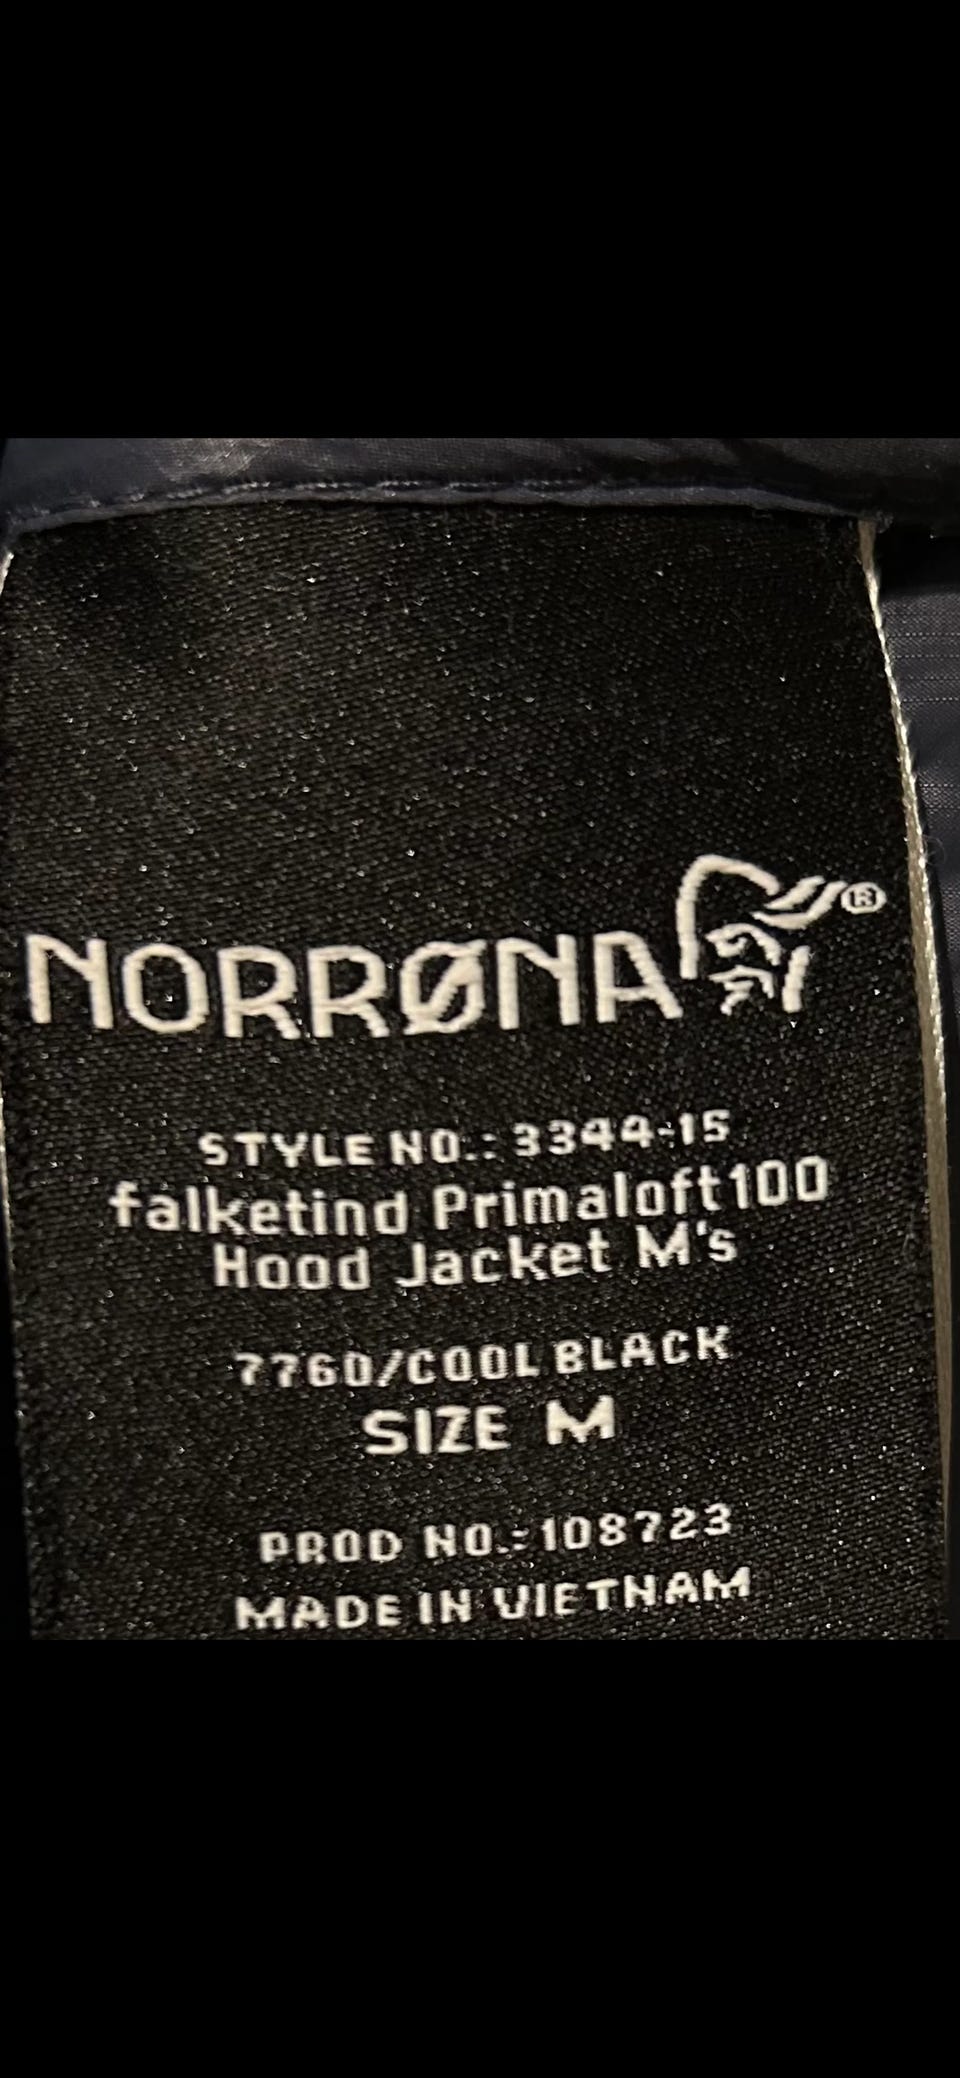 NORRØNA®
STYLE NO.: 3344-15
falketind Primaloft100
Hood Jacket M's
7760/COOL BLACK
SIZE M
PROD NO.:108723
MADE IN VIETNAM